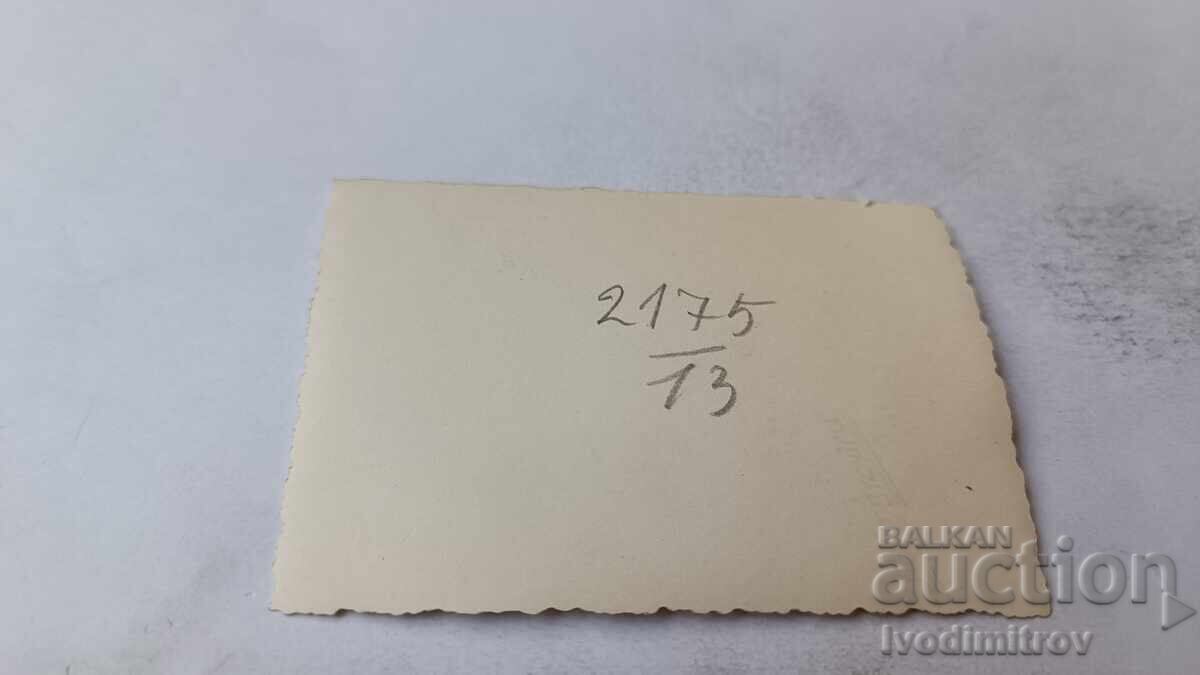 2175
13
BALKAN
auction
Ivodimitrov